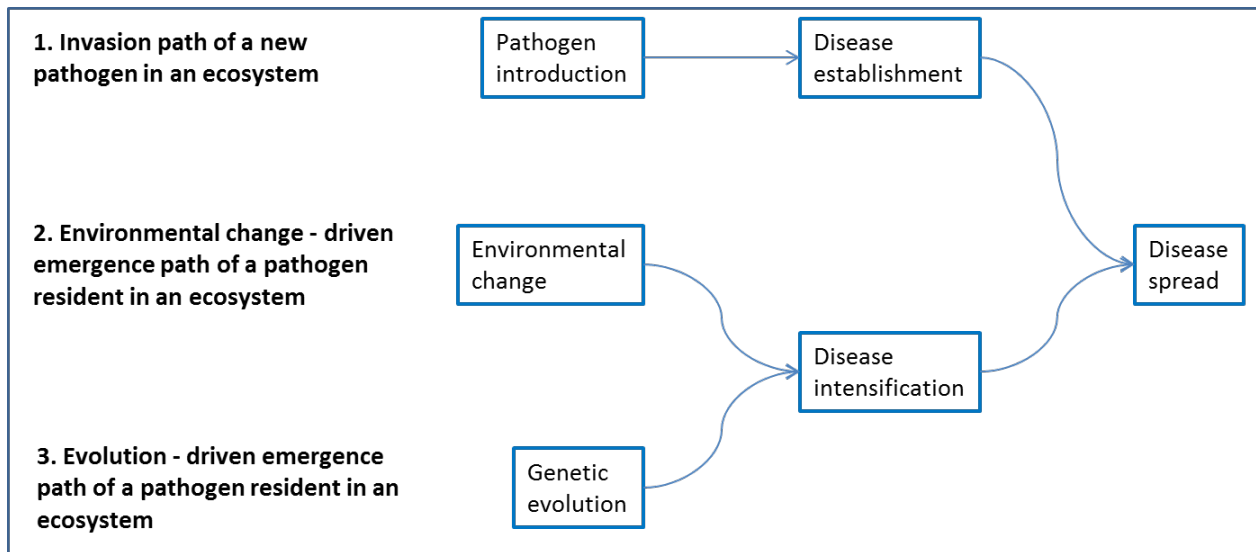 1. Invasion path of a new
pathogen in an ecosystem
Pathogen
introduction
Disease
establishment
2. Environmental change - driven
emergence path of a pathogen
resident in an ecosystem
Environmental
change
Disease
spread
Disease
intensification
3. Evolution - driven emergence
path of a pathogen resident in an
ecosystem
Genetic
evolution